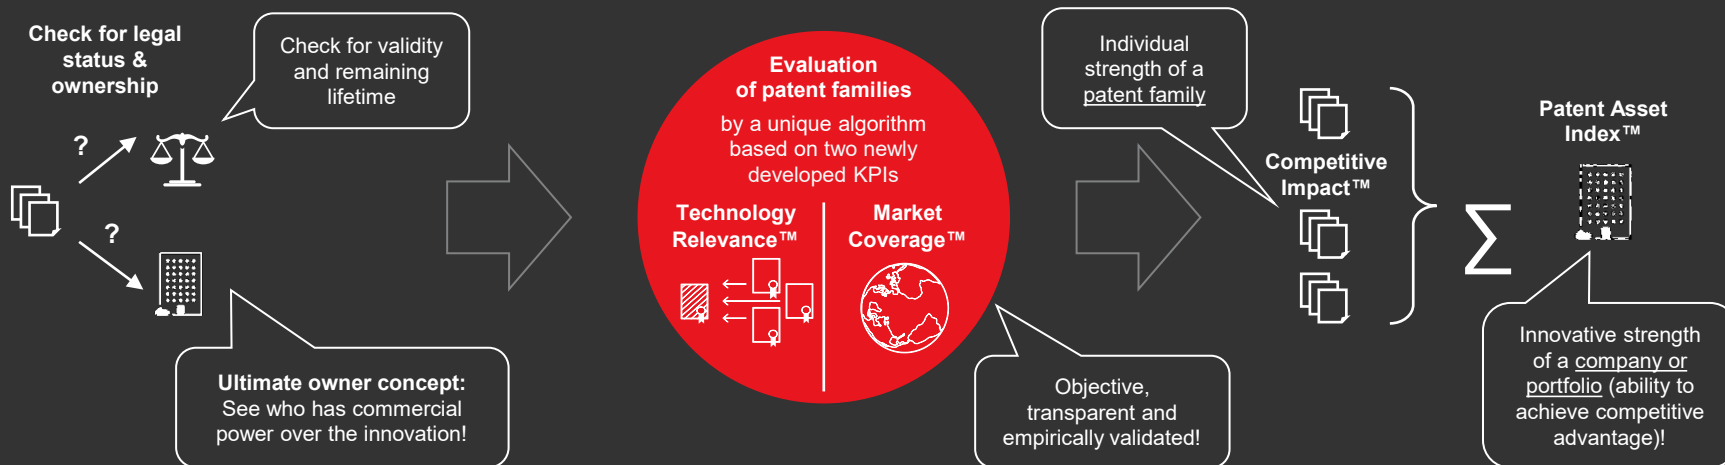 Check for legal
status &
ownership
?
?
Check for validity
and remaining
lifetime
Ultimate owner concept:
See who has commercial
power over the innovation!
Evaluation
of patent families
by a unique algorithm
based on two newly
developed KPIs
Technology
Relevance™
Market
Coverage™
Objective,
transparent and
empirically validated!
Individual
strength of a
patent family
Competitive
Impact™
∑
Patent Asset
Index™
Innovative strength
of a company or
portfolio (ability to
achieve competitive
advantage)!